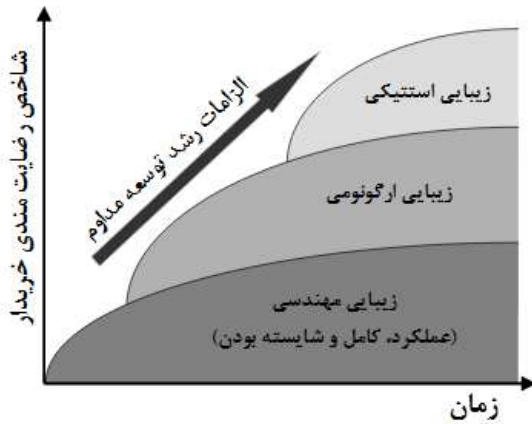 زیبایی استتیکی
الزامات رشد توسعه مداوم
زیبایی ارگونومی
شاخص رضایت مندی خریدار
زیبایی مهندسی
(عملکرد، کامل و شایسته بودن)
زمان